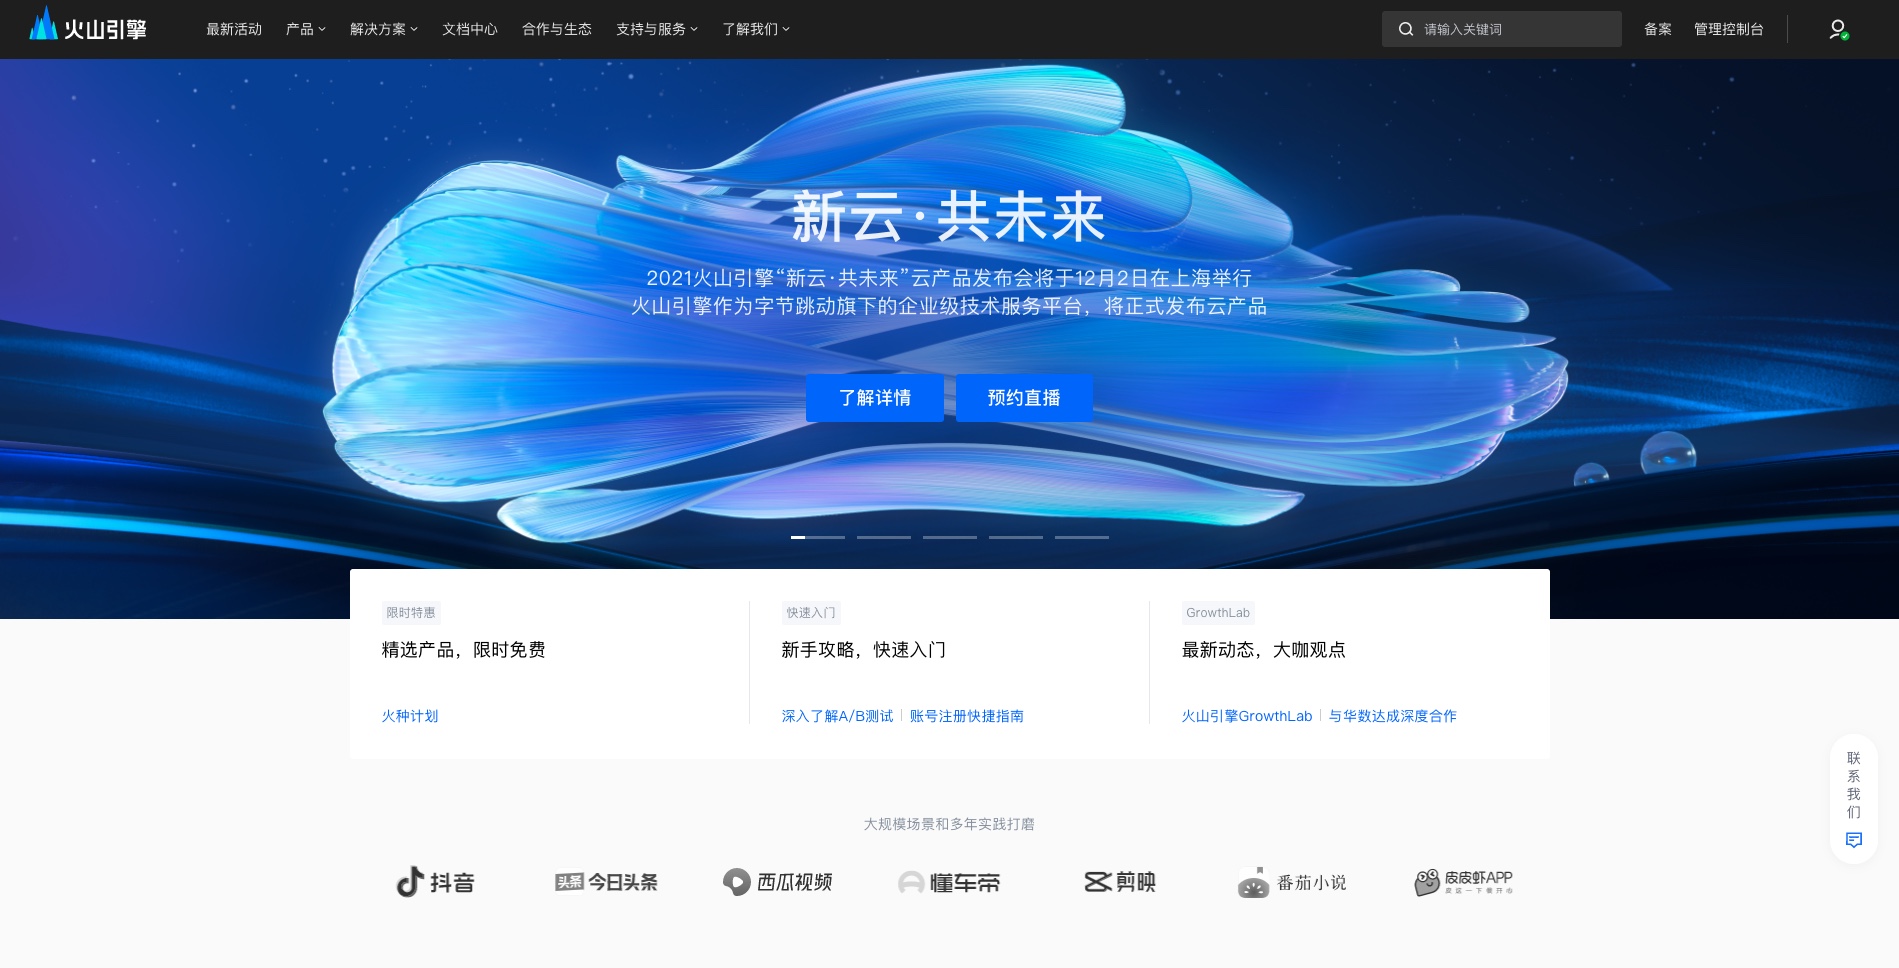 火山引擎
最新活动 产品 解决方案 文档中心 合作与生态 支持与服务 了解我们
请输入关键词
备案 管理控制台
新云·共未来
2021火山引擎“新云·共未来”云产品发布会将于12月2日在上海举行
火山引擎作为字节跳动旗下的企业级技术服务平台，将正式发布云产品
了解详情 预约直播
限时特惠
精选产品，限时免费
火种计划
快速入门
新手攻略，快速入门
深入了解A/B测试 账号注册快捷指南
GrowthLab
最新动态，大咖观点
火山引擎GrowthLab 与华数达成深度合作
联系我们
大规模场景和多年实践打磨
抖音
头条 今日头条
西瓜视频
懂车帝
剪映
番茄小说
皮皮虾APP
皮这一下很开心